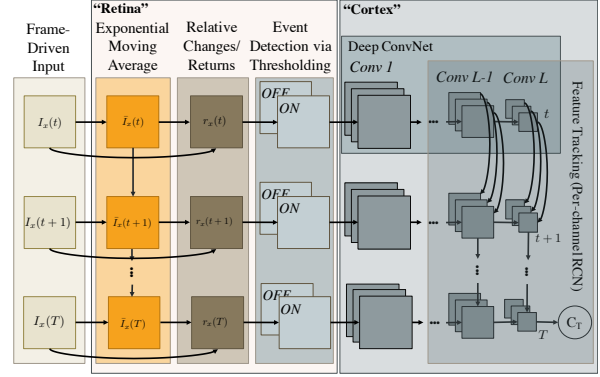 “Retina”
“Cortex”
Frame-
Driven
Input
Exponential
Moving
Average
Relative
Changes/
Returns
Event
Detection via
Thresholding
Deep ConvNet
Conv 1
Conv L-1
Conv L
Feature Tracking (Per-channel RCN)
I_x(t)
Ī_x(t)
r_x(t)
OFF
ON
...
t
I_x(t+1)
Ī_x(t+1)
r_x(t+1)
OFF
ON
...
t+1
I_x(T)
Ī_x(T)
r_x(T)
OFF
ON
...
T
C_T